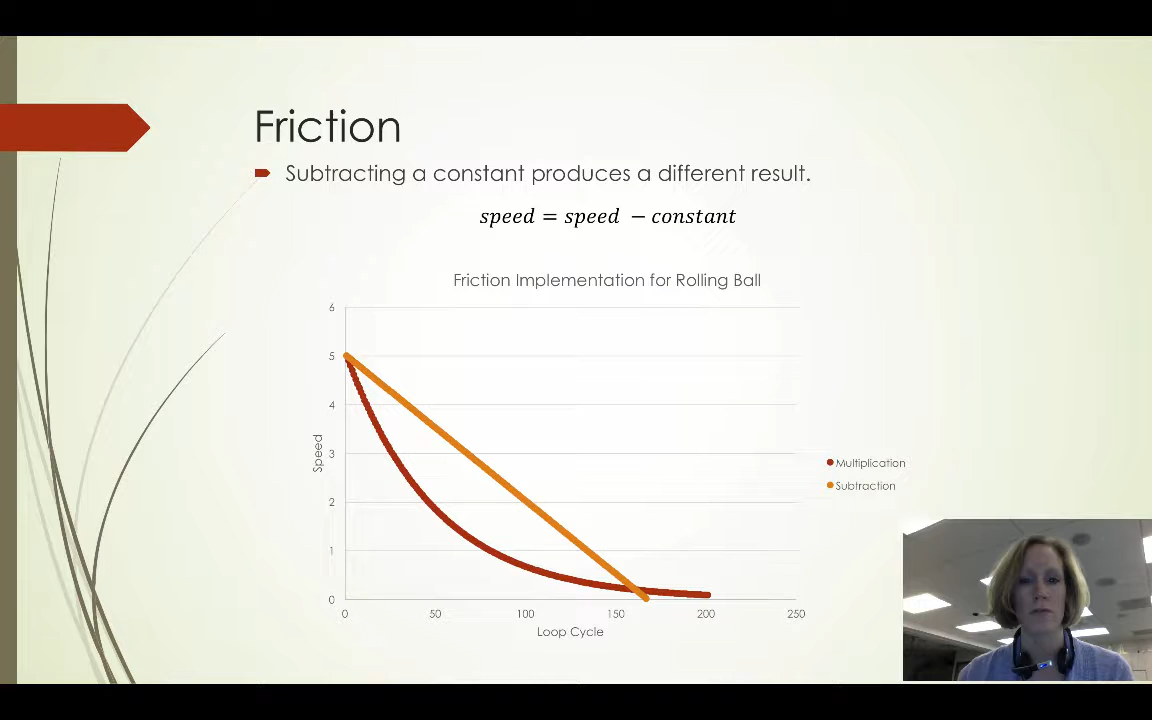 Friction
Subtracting a constant produces a different result.
speed = speed − constant
Friction Implementation for Rolling Ball
6
5
4
3
2
1
0
Speed
0 50 100 150 200 250
Loop Cycle
Multiplication
Subtraction